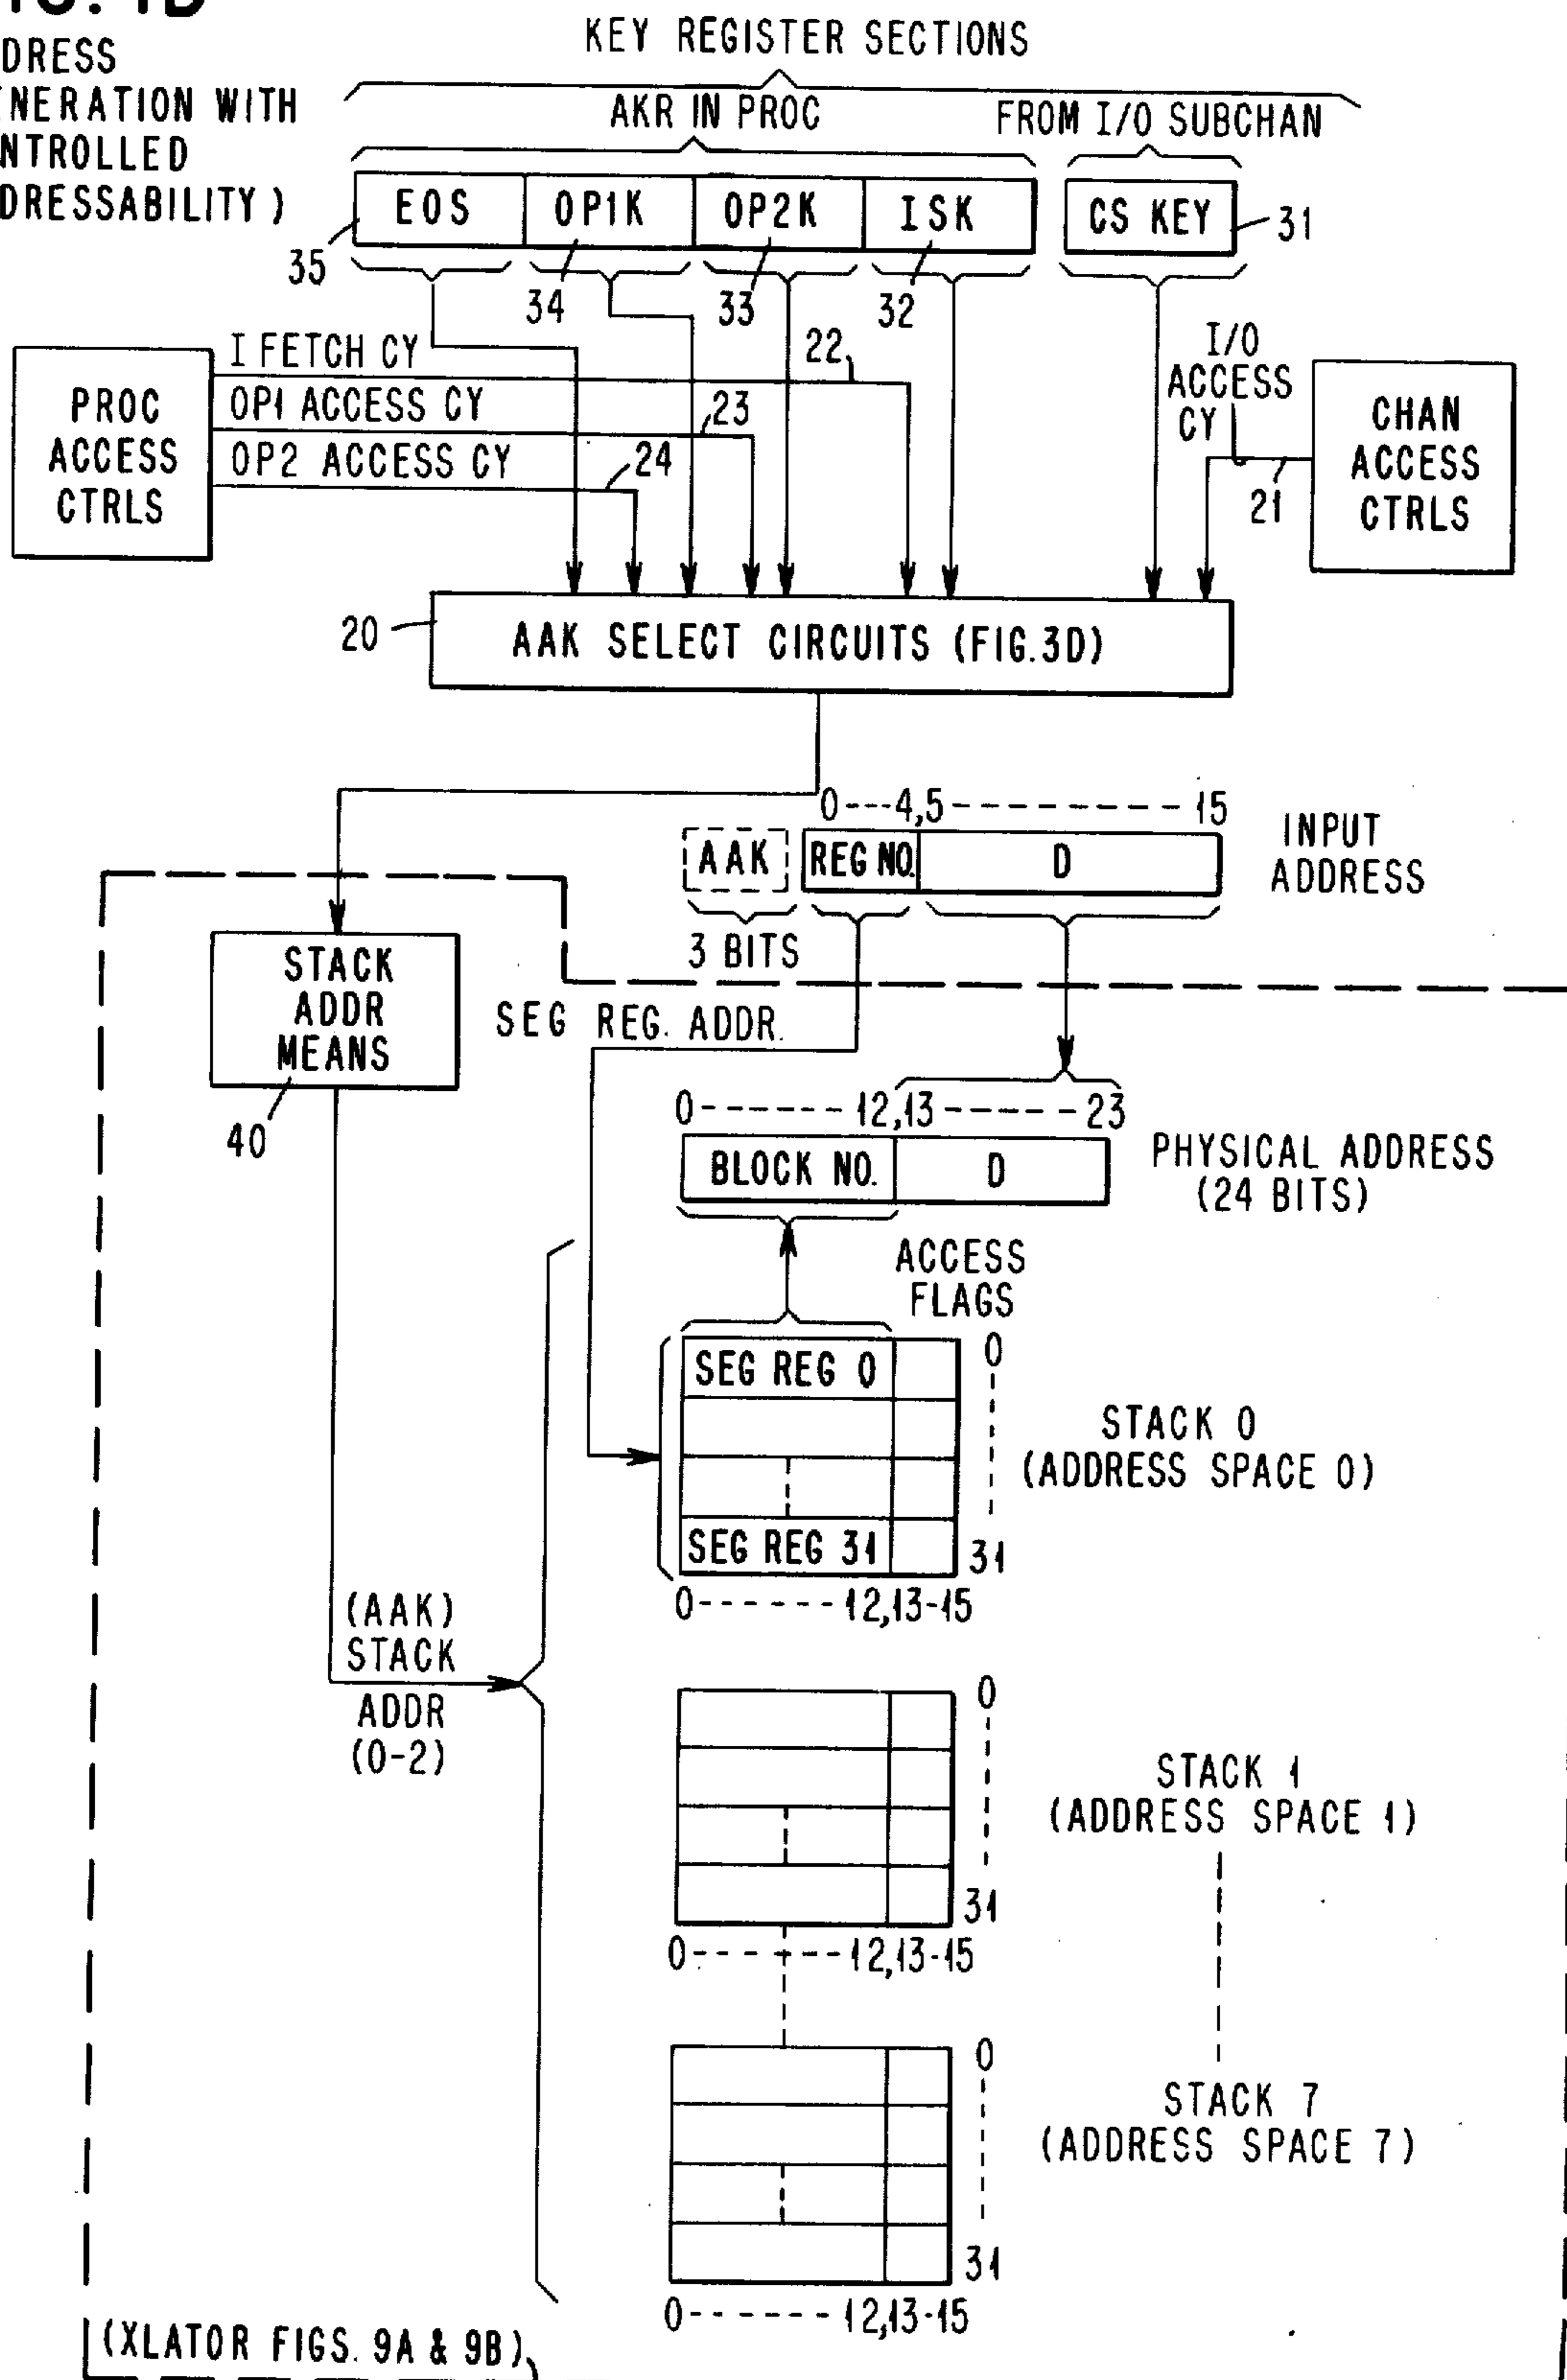 FIG. 1D
DRESS
NERATION WITH
NTROLLED
DRESSABILITY)
KEY REGISTER SECTIONS
AKR IN PROC
FROM I/O SUBCHAN
EOS OP1K OP2K ISK
CS KEY
31
35
34
33
32
PROC
ACCESS
CTRLS
I FETCH CY
22
OP1 ACCESS CY
23
OP2 ACCESS CY
24
I/O
ACCESS
CY
21
CHAN
ACCESS
CTRLS
20
AAK SELECT CIRCUITS (FIG.3D)
0---4,5----------15
AAK REG NO. D
INPUT
ADDRESS
3 BITS
STACK
ADDR
MEANS
40
SEG REG. ADDR.
0------12,13-----23
BLOCK NO. D
PHYSICAL ADDRESS
(24 BITS)
ACCESS
FLAGS
SEG REG 0
0
STACK 0
(ADDRESS SPACE 0)
SEG REG 31
31
0------12,13-15
(AAK)
STACK
ADDR
(0-2)
0
STACK 1
(ADDRESS SPACE 1)
31
0------12,13-15
0
STACK 7
(ADDRESS SPACE 7)
31
0------12,13-15
(XLATOR FIGS. 9A & 9B)